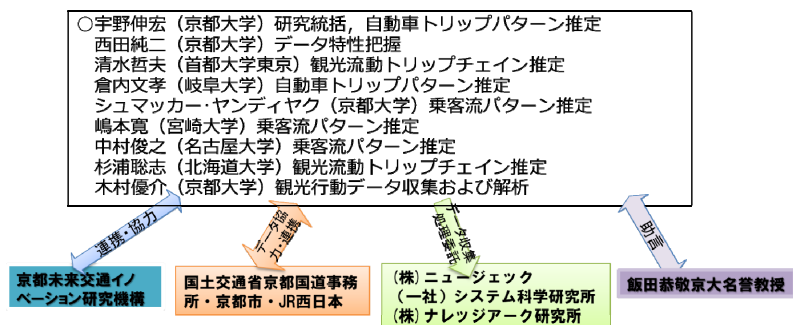 ○宇野伸宏（京都大学）研究統括，自動車トリップパターン推定
西田純二（京都大学）データ特性把握
清水哲夫（首都大学東京）観光流動トリップチェイン推定
倉内文孝（岐阜大学）自動車トリップパターン推定
シュマッカー･ヤンディヤク（京都大学）乗客流パターン推定
嶋本寛（宮崎大学）乗客流パターン推定
中村俊之（名古屋大学）乗客流パターン推定
杉浦聡志（北海道大学）観光流動トリップチェイン推定
木村優介（京都大学）観光行動データ収集および解析
連携・協力
データ協
力・連携
データ収集
処理委託
助言
京都未来交通イノ
ベーション研究機構
国土交通省京都国道事務
所・京都市・JR西日本
（株）ニュージェック
（一社）システム科学研究所
（株）ナレッジアーク研究所
飯田恭敬京大名誉教授